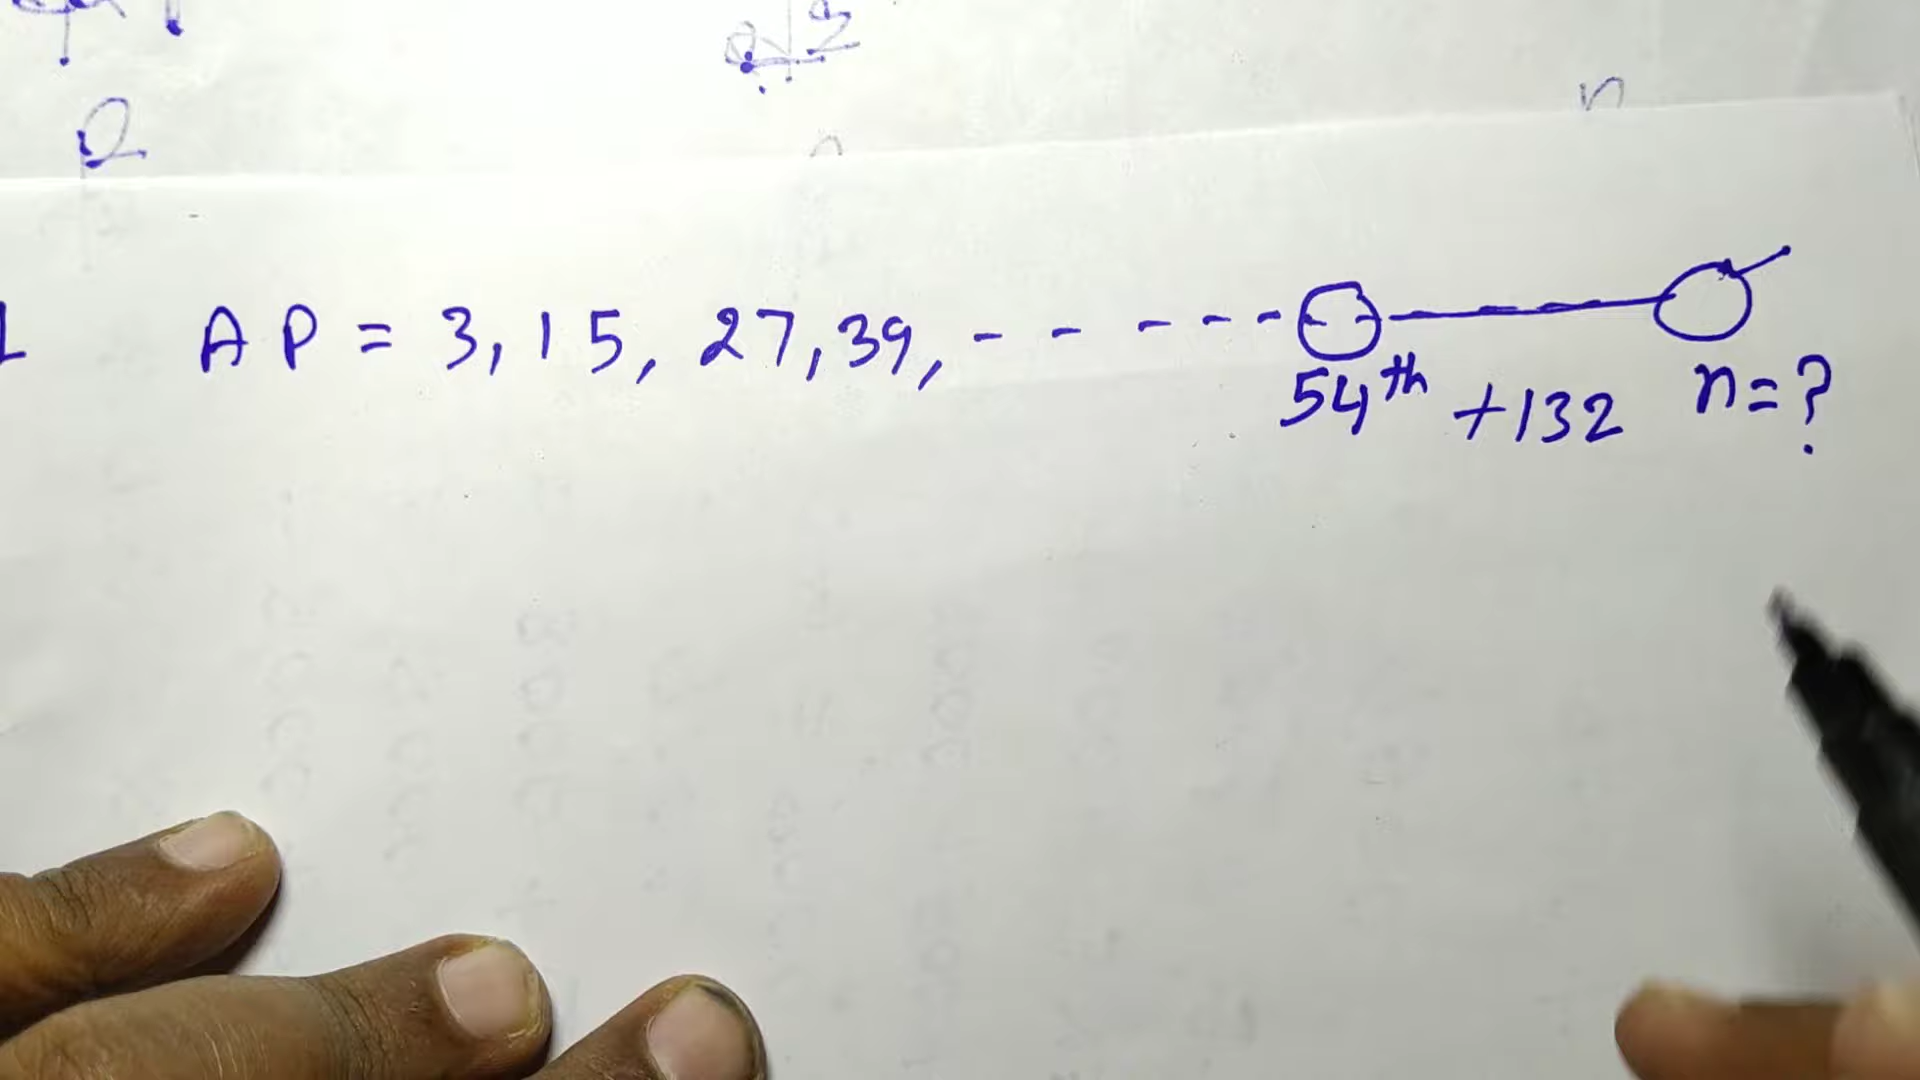 n
AP = 3, 15, 27, 39, - - - - - -
54th +132 n=?